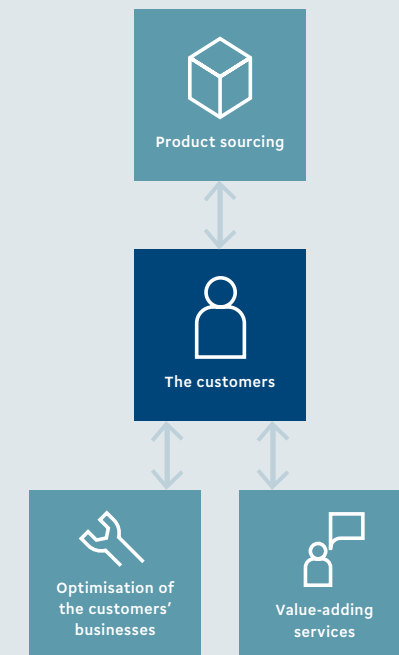 Product sourcing
The customers
Optimisation of
the customers’
businesses
Value-adding
services